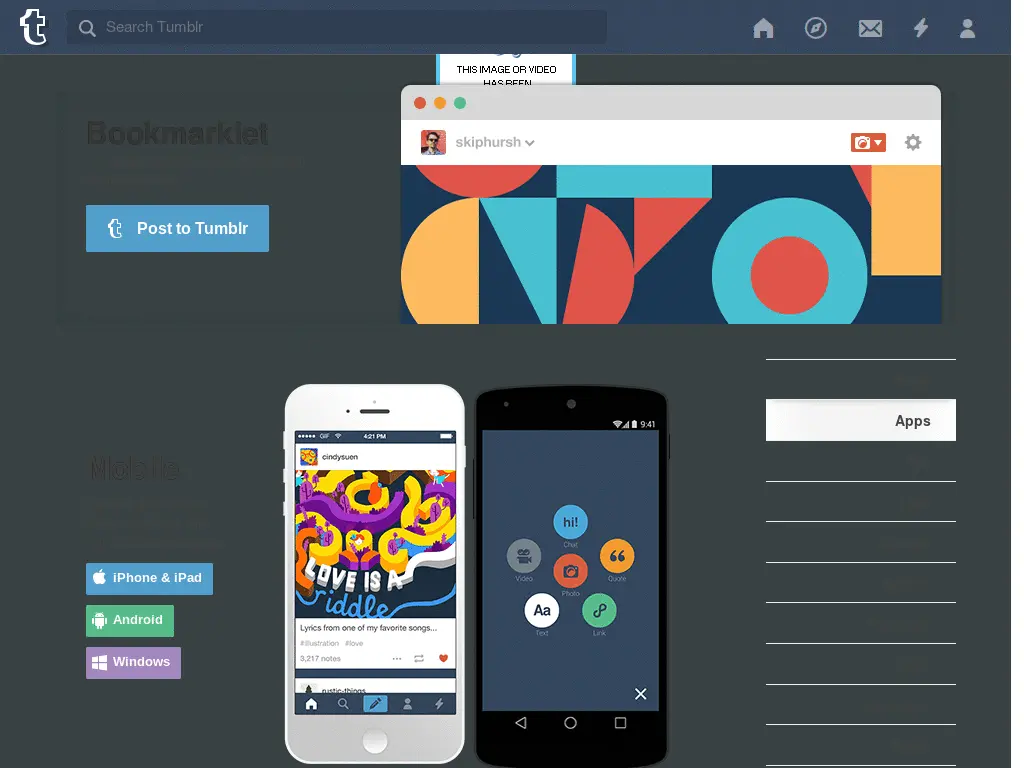 Search Tumblr
THIS IMAGE OR VIDEO
HAS BEEN
Bookmarklet
skiphursh
Post to Tumblr
Apps
Mobile
GIF
4:21 PM
cindysuen
LOVE IS A
riddle
Lyrics from one of my favorite songs...
#illustration #love
3,217 notes
rustic-things
9:41
hi!
Chat
Video
Quote
Photo
Aa
Text
Link
iPhone & iPad
Android
Windows